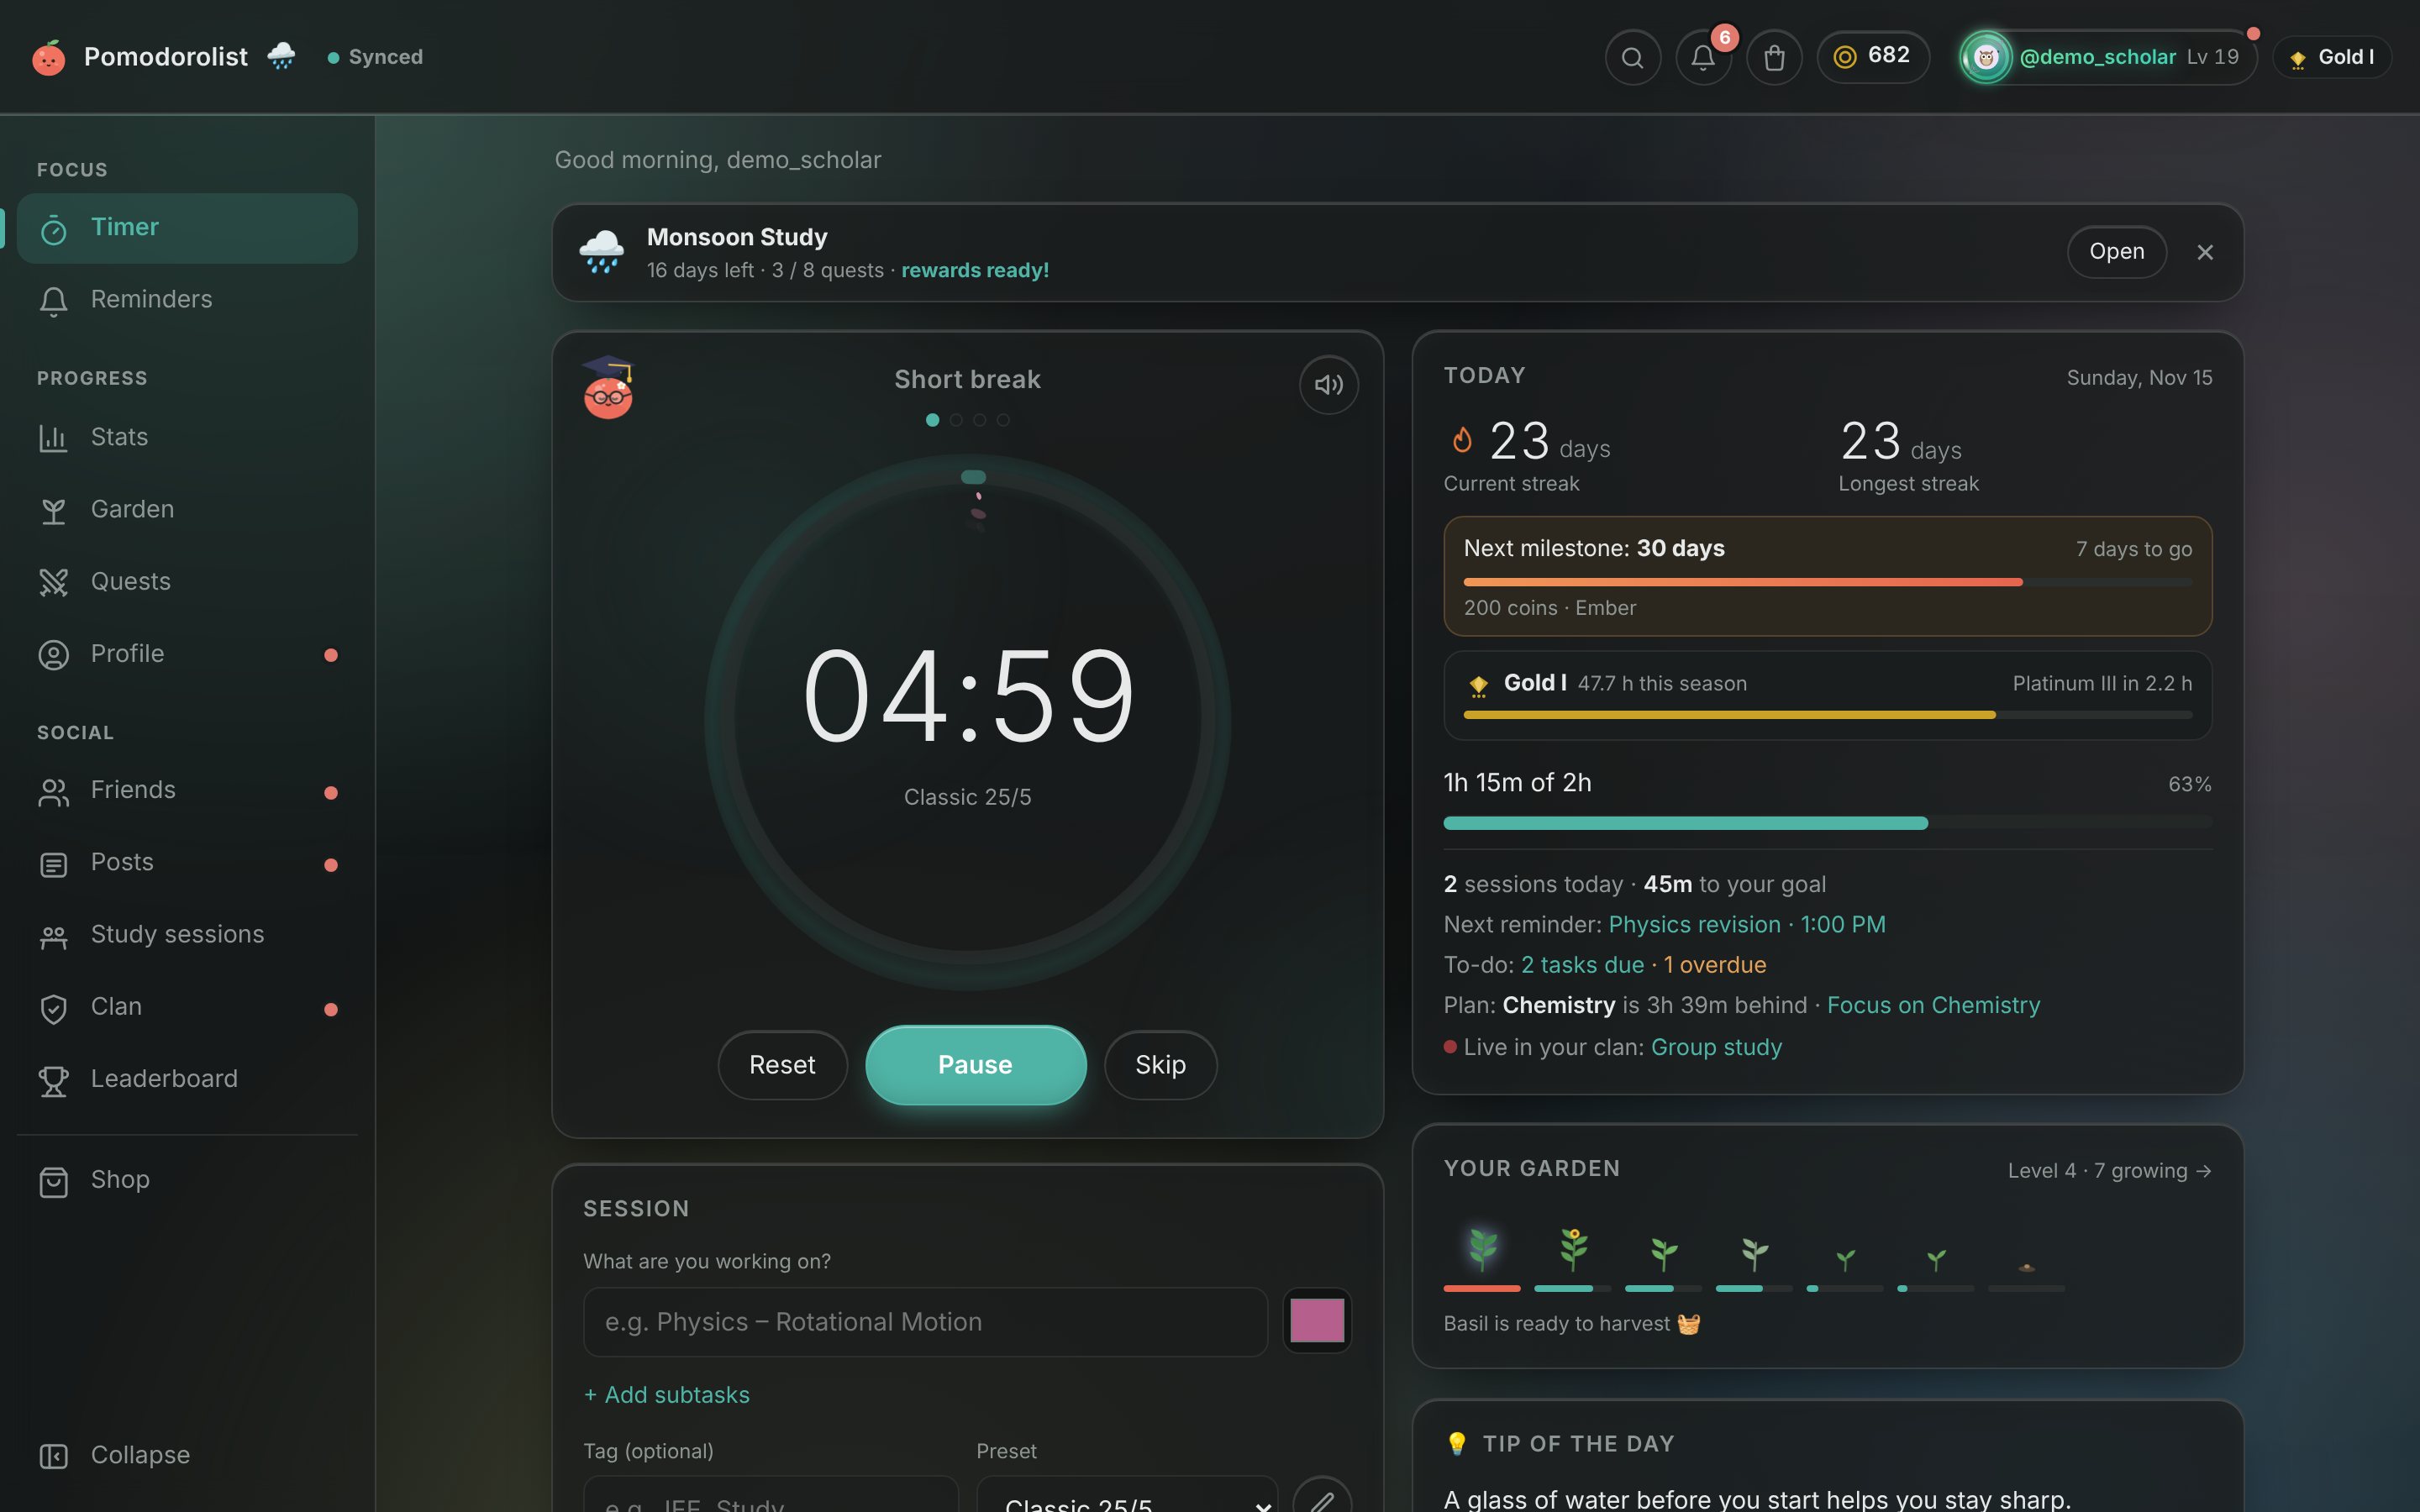 Pomodorolist
Synced
6
682
@demo_scholar Lv 19
Gold I
FOCUS
Timer
Reminders
PROGRESS
Stats
Garden
Quests
Profile
SOCIAL
Friends
Posts
Study sessions
Clan
Leaderboard
Shop
Collapse
Good morning, demo_scholar
Monsoon Study
16 days left · 3 / 8 quests · rewards ready!
Open
Short break
04:59
Classic 25/5
Reset
Pause
Skip
SESSION
What are you working on?
e.g. Physics – Rotational Motion
+ Add subtasks
Tag (optional)
Preset
e.g. JEE, Study
Classic 25/5
TODAY
Sunday, Nov 15
23 days
Current streak
23 days
Longest streak
Next milestone: 30 days
7 days to go
200 coins · Ember
Gold I 47.7 h this season
Platinum III in 2.2 h
1h 15m of 2h
63%
2 sessions today · 45m to your goal
Next reminder: Physics revision · 1:00 PM
To-do: 2 tasks due · 1 overdue
Plan: Chemistry is 3h 39m behind · Focus on Chemistry
Live in your clan: Group study
YOUR GARDEN
Level 4 · 7 growing →
Basil is ready to harvest
TIP OF THE DAY
A glass of water before you start helps you stay sharp.